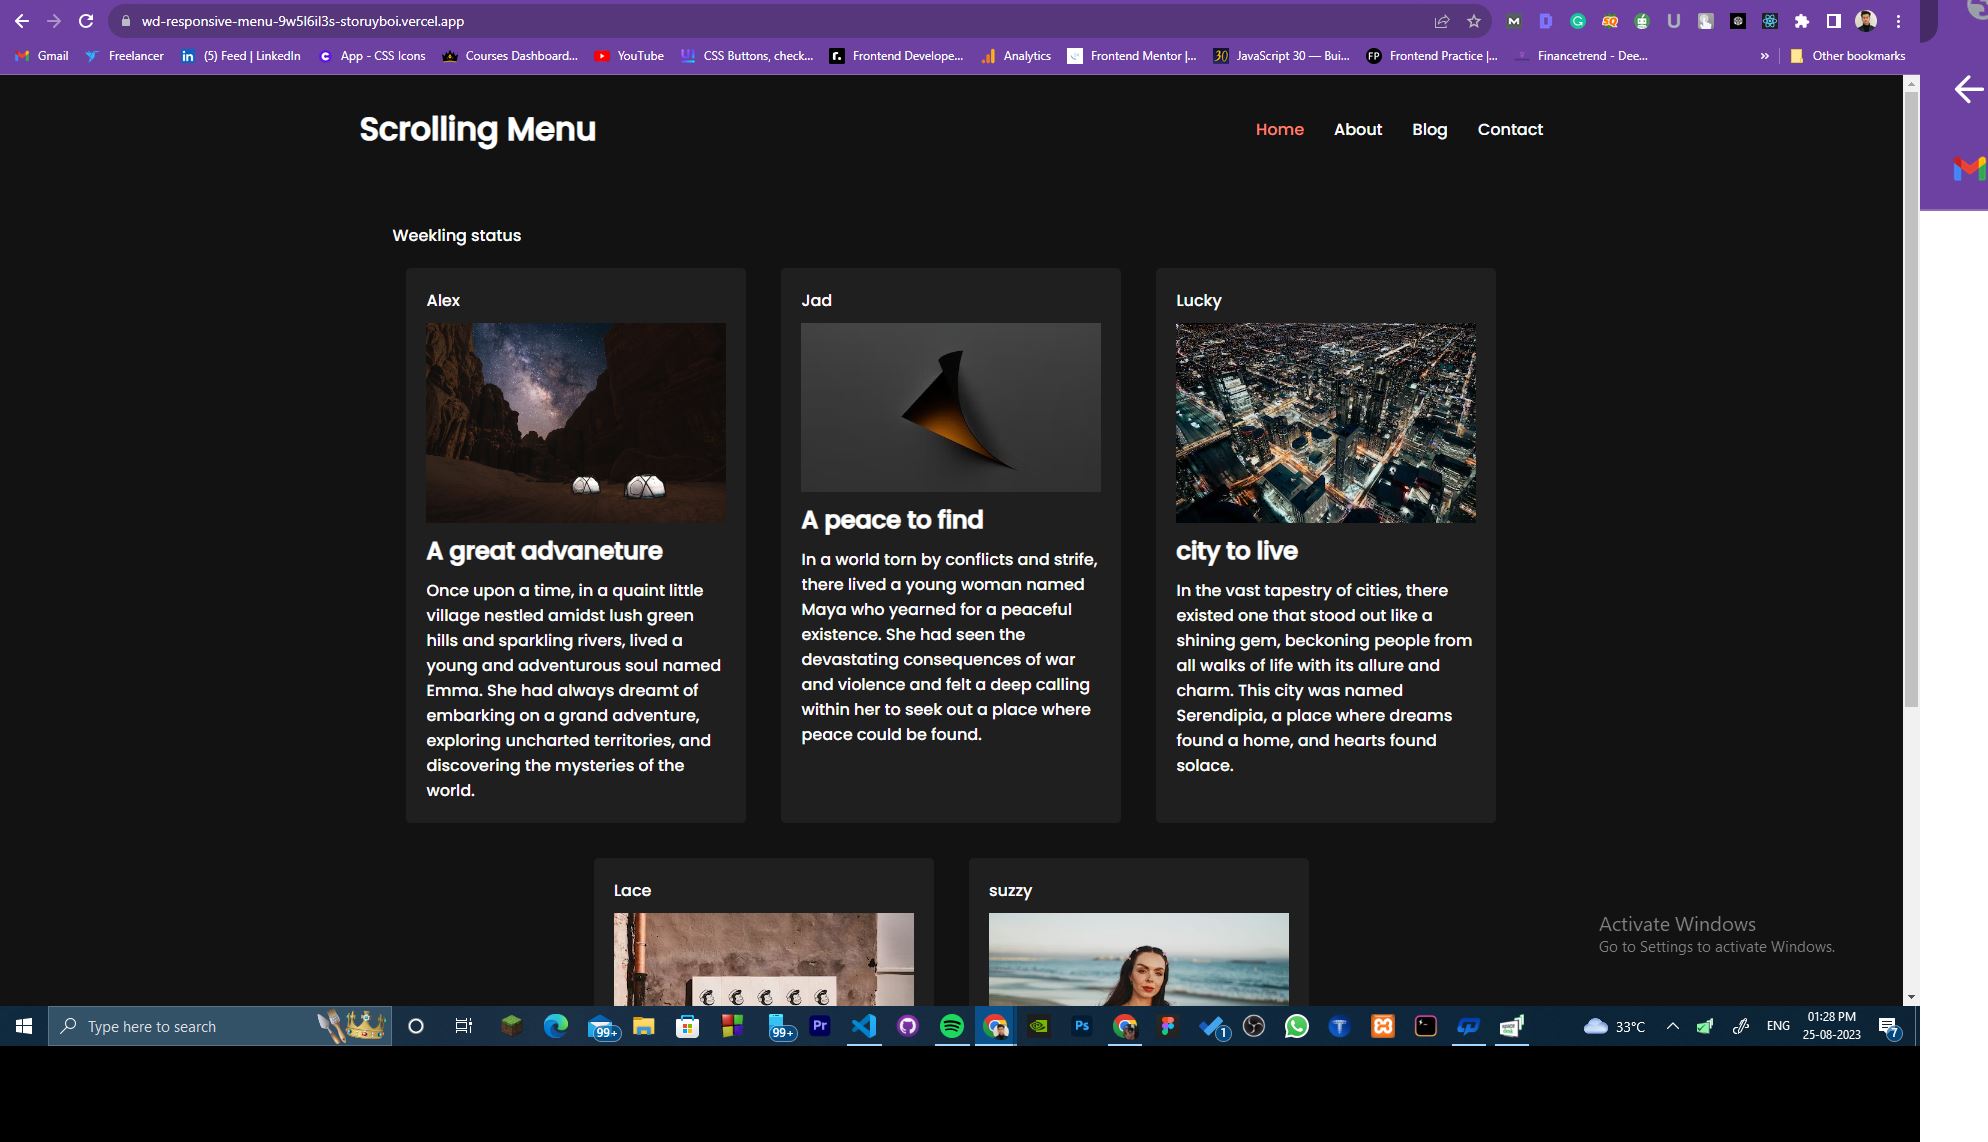 wd-responsive-menu-9w5l6il3s-storuyboi.vercel.app
Gmail
Freelancer
(5) Feed | LinkedIn
App - CSS Icons
Courses Dashboard...
YouTube
CSS Buttons, check...
Frontend Develope...
Analytics
Frontend Mentor |...
JavaScript 30 — Bui...
Frontend Practice |...
Financetrend - Dee...
»
Other bookmarks
Scrolling Menu
Home
About
Blog
Contact
Weekling status
Alex
A great advaneture
Once upon a time, in a quaint little
village nestled amidst lush green
hills and sparkling rivers, lived a
young and adventurous soul named
Emma. She had always dreamt of
embarking on a grand adventure,
exploring uncharted territories, and
discovering the mysteries of the
world.
Jad
A peace to find
In a world torn by conflicts and strife,
there lived a young woman named
Maya who yearned for a peaceful
existence. She had seen the
devastating consequences of war
and violence and felt a deep calling
within her to seek out a place where
peace could be found.
Lucky
city to live
In the vast tapestry of cities, there
existed one that stood out like a
shining gem, beckoning people from
all walks of life with its allure and
charm. This city was named
Serendipia, a place where dreams
found a home, and hearts found
solace.
Lace
suzzy
Activate Windows
Go to Settings to activate Windows.
Type here to search
99+
99+
Pr
Ps
1
33°C
ENG
01:28 PM
25-08-2023
7